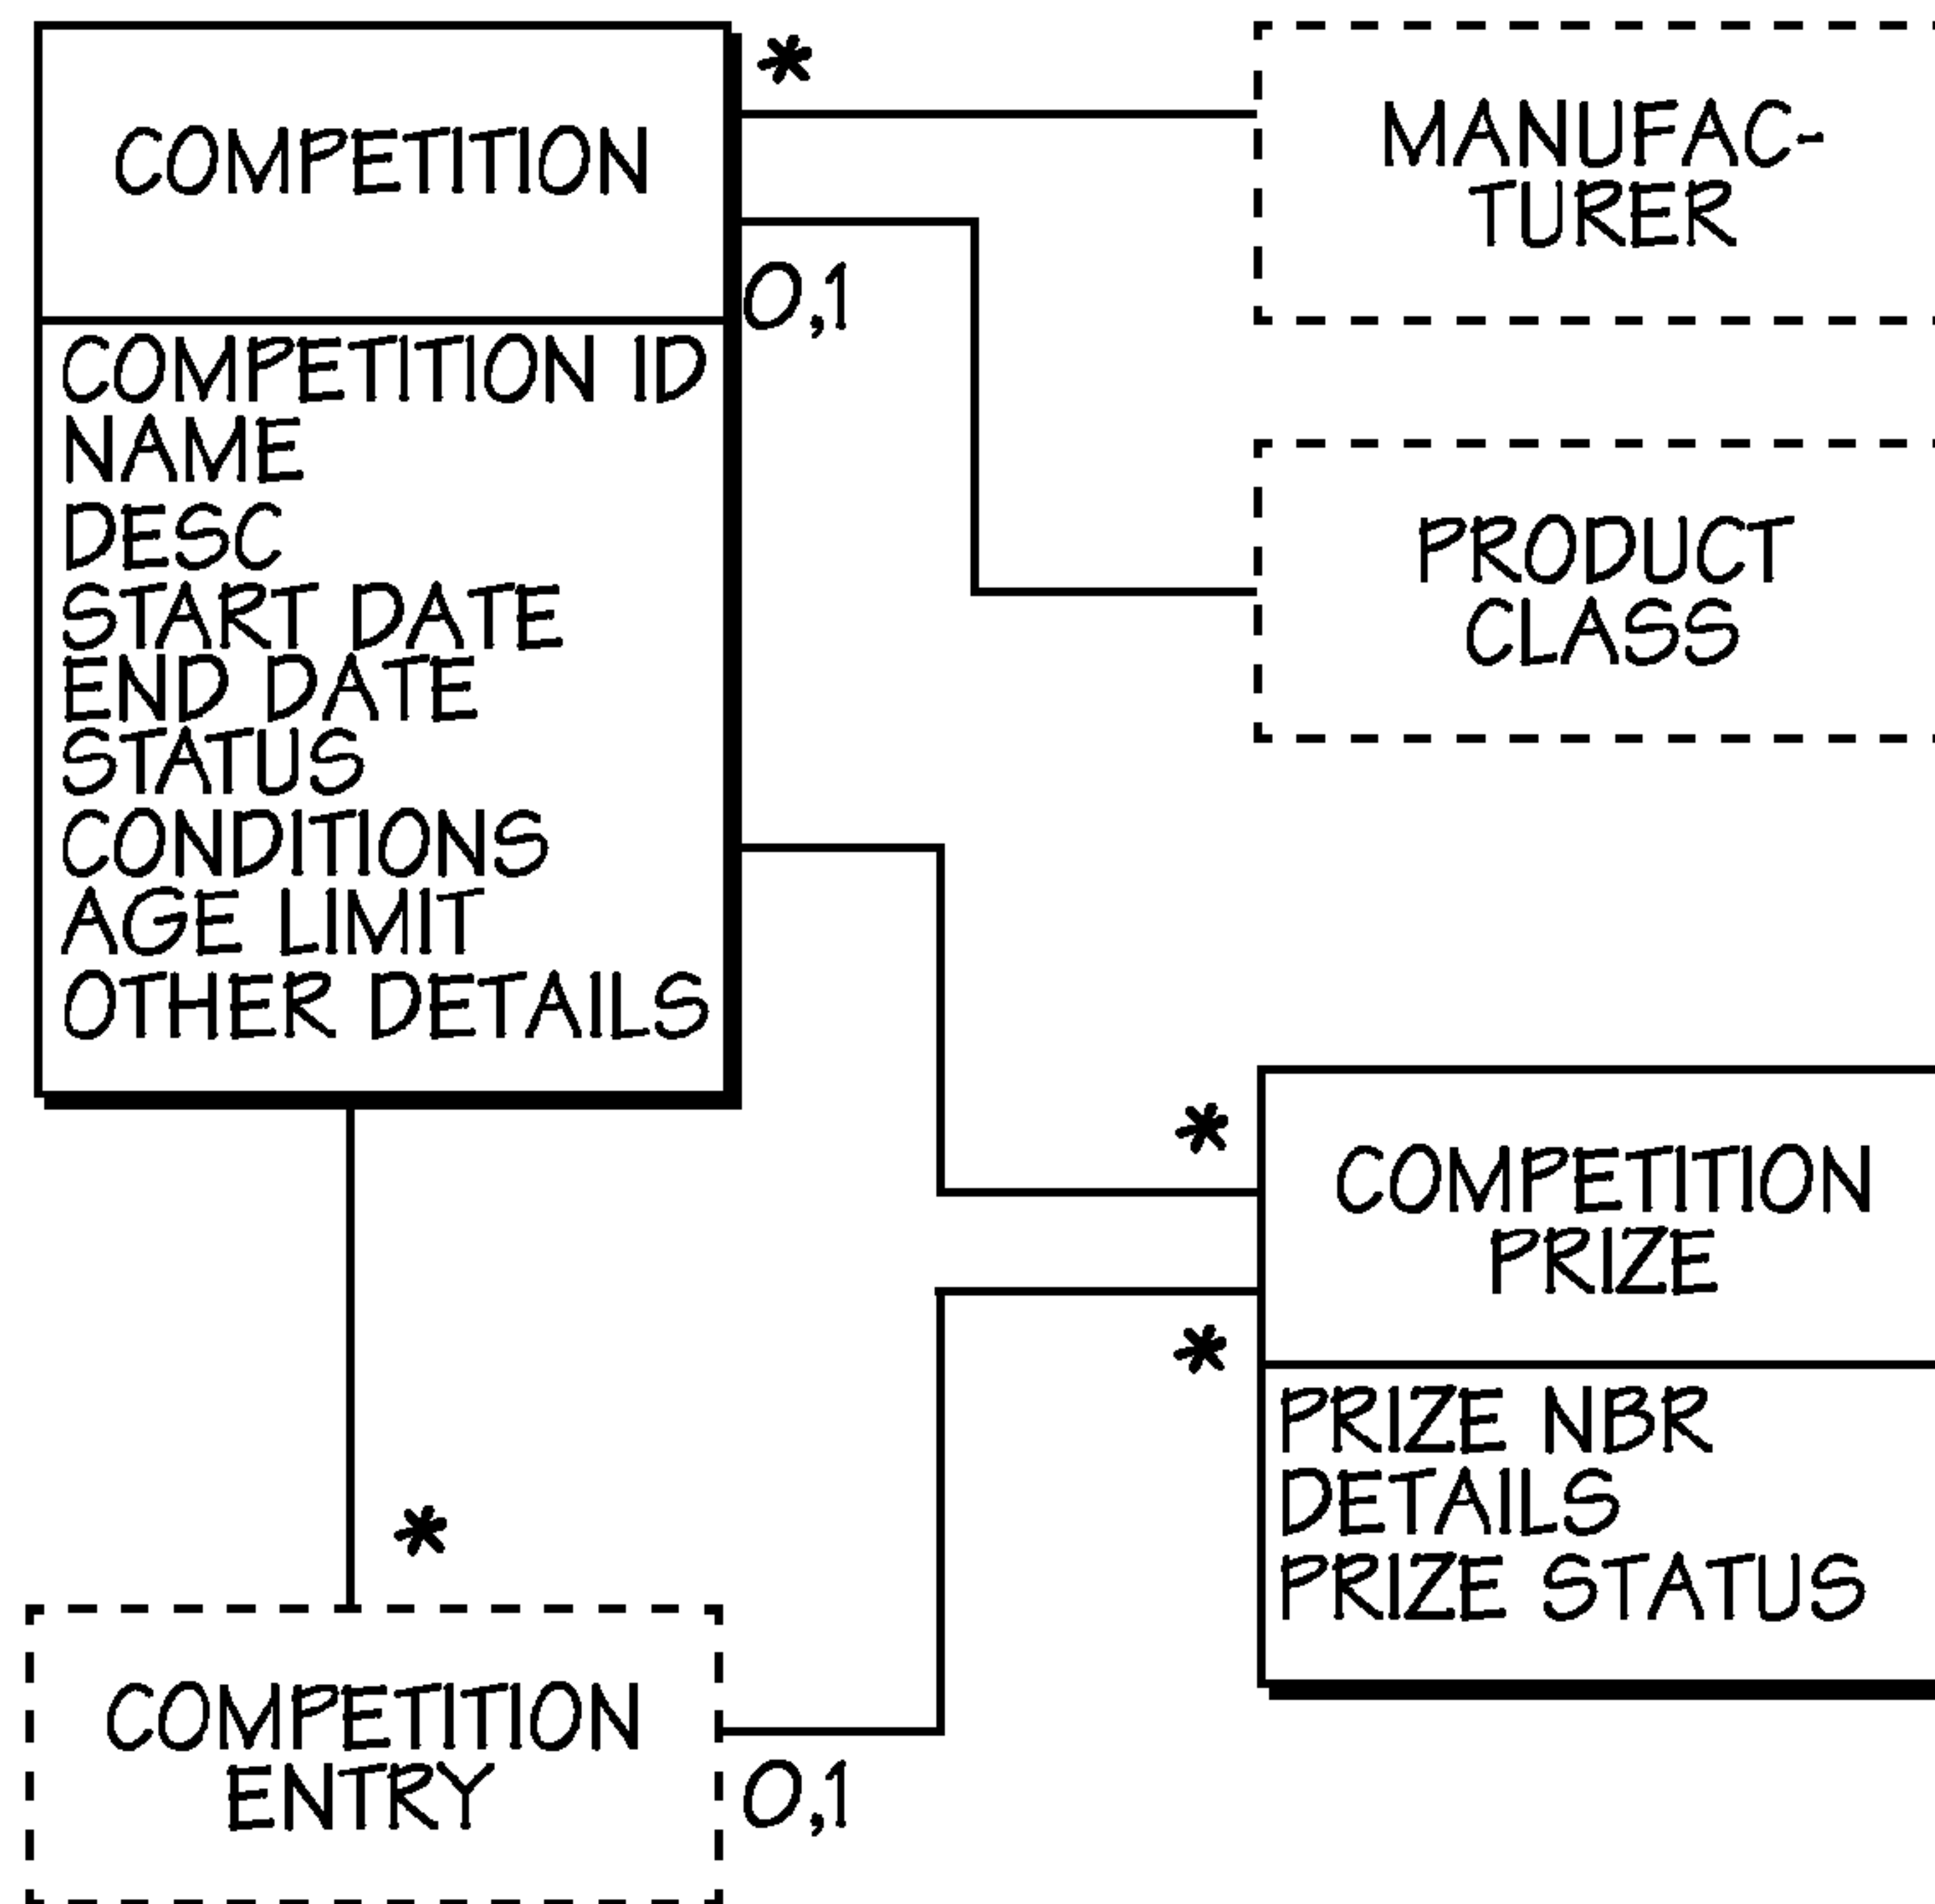 COMPETITION
*
MANUFAC-
TURER
0,1
COMPETITION ID
NAME
DESC
START DATE
END DATE
STATUS
CONDITIONS
AGE LIMIT
OTHER DETAILS
PRODUCT
CLASS
*
COMPETITION
PRIZE
*
PRIZE NBR
DETAILS
PRIZE STATUS
*
COMPETITION
ENTRY
0,1